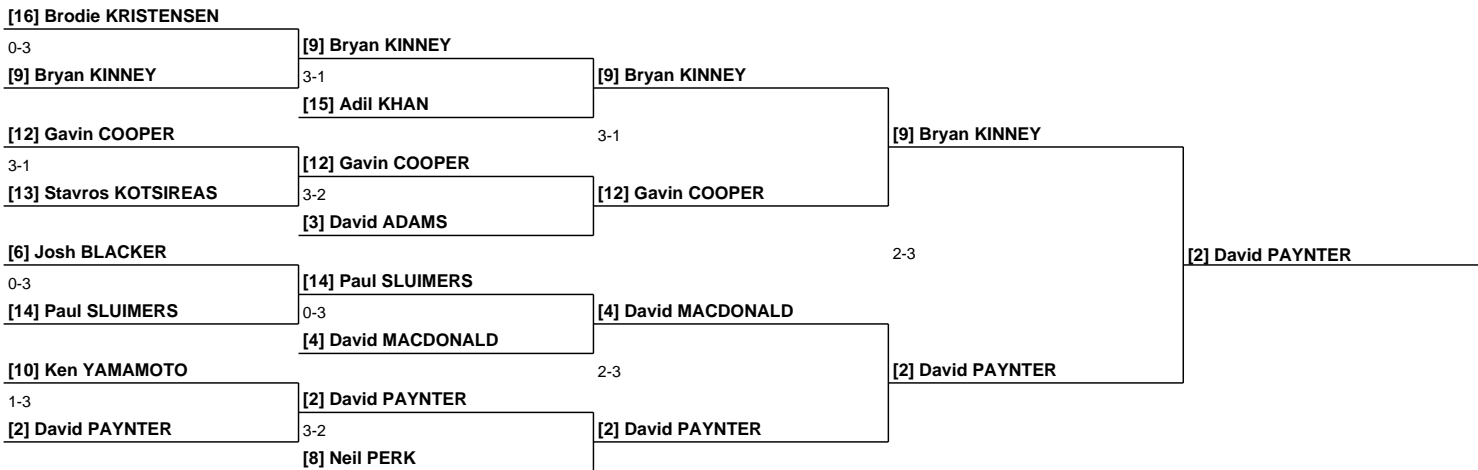 [16] Brodie KRISTENSEN
0-3
[9] Bryan KINNEY
[9] Bryan KINNEY
3-1
[9] Bryan KINNEY
[15] Adil KHAN
[12] Gavin COOPER
3-1
[9] Bryan KINNEY
3-1
[12] Gavin COOPER
[13] Stavros KOTSIREAS
3-2
[12] Gavin COOPER
[3] David ADAMS
[6] Josh BLACKER
2-3
[2] David PAYNTER
0-3
[14] Paul SLUIMERS
[14] Paul SLUIMERS
0-3
[4] David MACDONALD
[4] David MACDONALD
[10] Ken YAMAMOTO
2-3
[2] David PAYNTER
1-3
[2] David PAYNTER
[2] David PAYNTER
3-2
[2] David PAYNTER
[8] Neil PERK